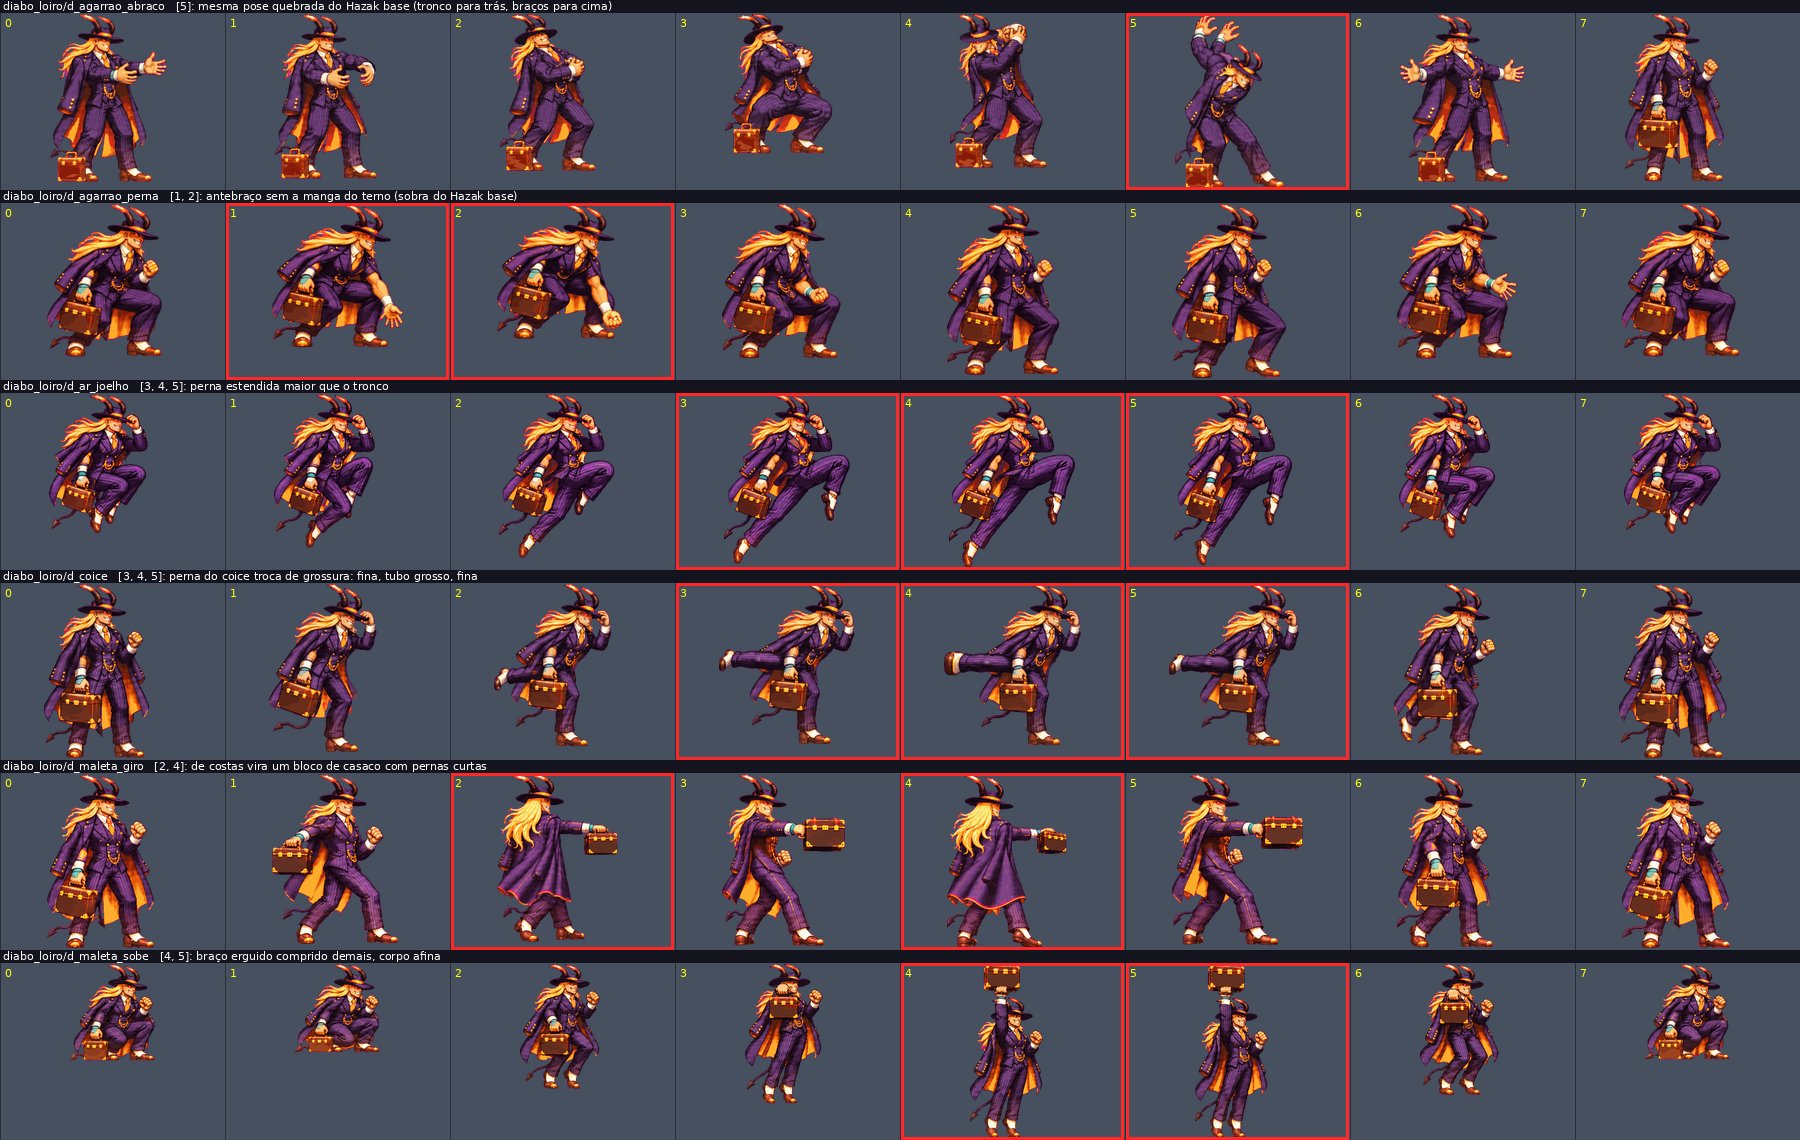 diabo_loiro/d_agarrao_abraco [5]: mesma pose quebrada do Hazak base (tronco para trás, braços para cima)
0 1 2 3 4 5 6 7
diabo_loiro/d_agarrao_perna [1, 2]: antebraço sem a manga do terno (sobra do Hazak base)
0 1 2 3 4 5 6 7
diabo_loiro/d_ar_joelho [3, 4, 5]: perna estendida maior que o tronco
0 1 2 3 4 5 6 7
diabo_loiro/d_coice [3, 4, 5]: perna do coice troca de grossura: fina, tubo grosso, fina
0 1 2 3 4 5 6 7
diabo_loiro/d_maleta_giro [2, 4]: de costas vira um bloco de casaco com pernas curtas
0 1 2 3 4 5 6 7
diabo_loiro/d_maleta_sobe [4, 5]: braço erguido comprido demais, corpo afina
0 1 2 3 4 5 6 7